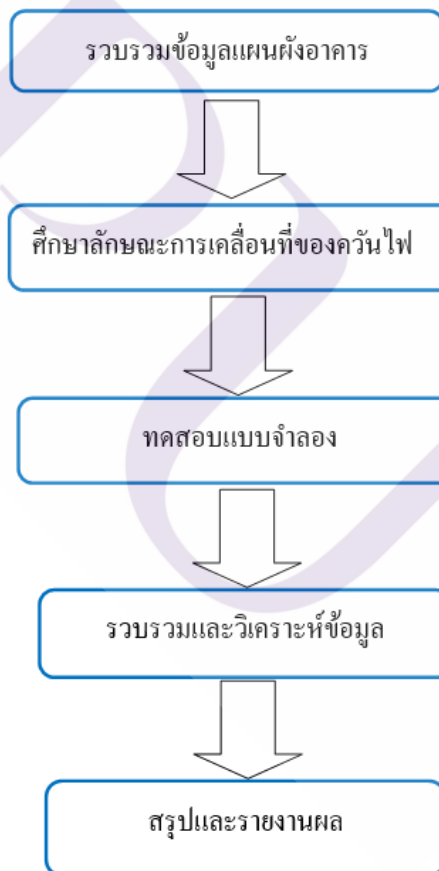 รวบรวมข้อมูลแผนผังอาคาร
ศึกษาลักษณะการเคลื่อนที่ของควันไฟ
ทดสอบแบบจำลอง
รวบรวมและวิเคราะห์ข้อมูล
สรุปและรายงานผล